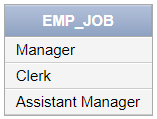 EMP_JOB
Manager
Clerk
Assistant Manager